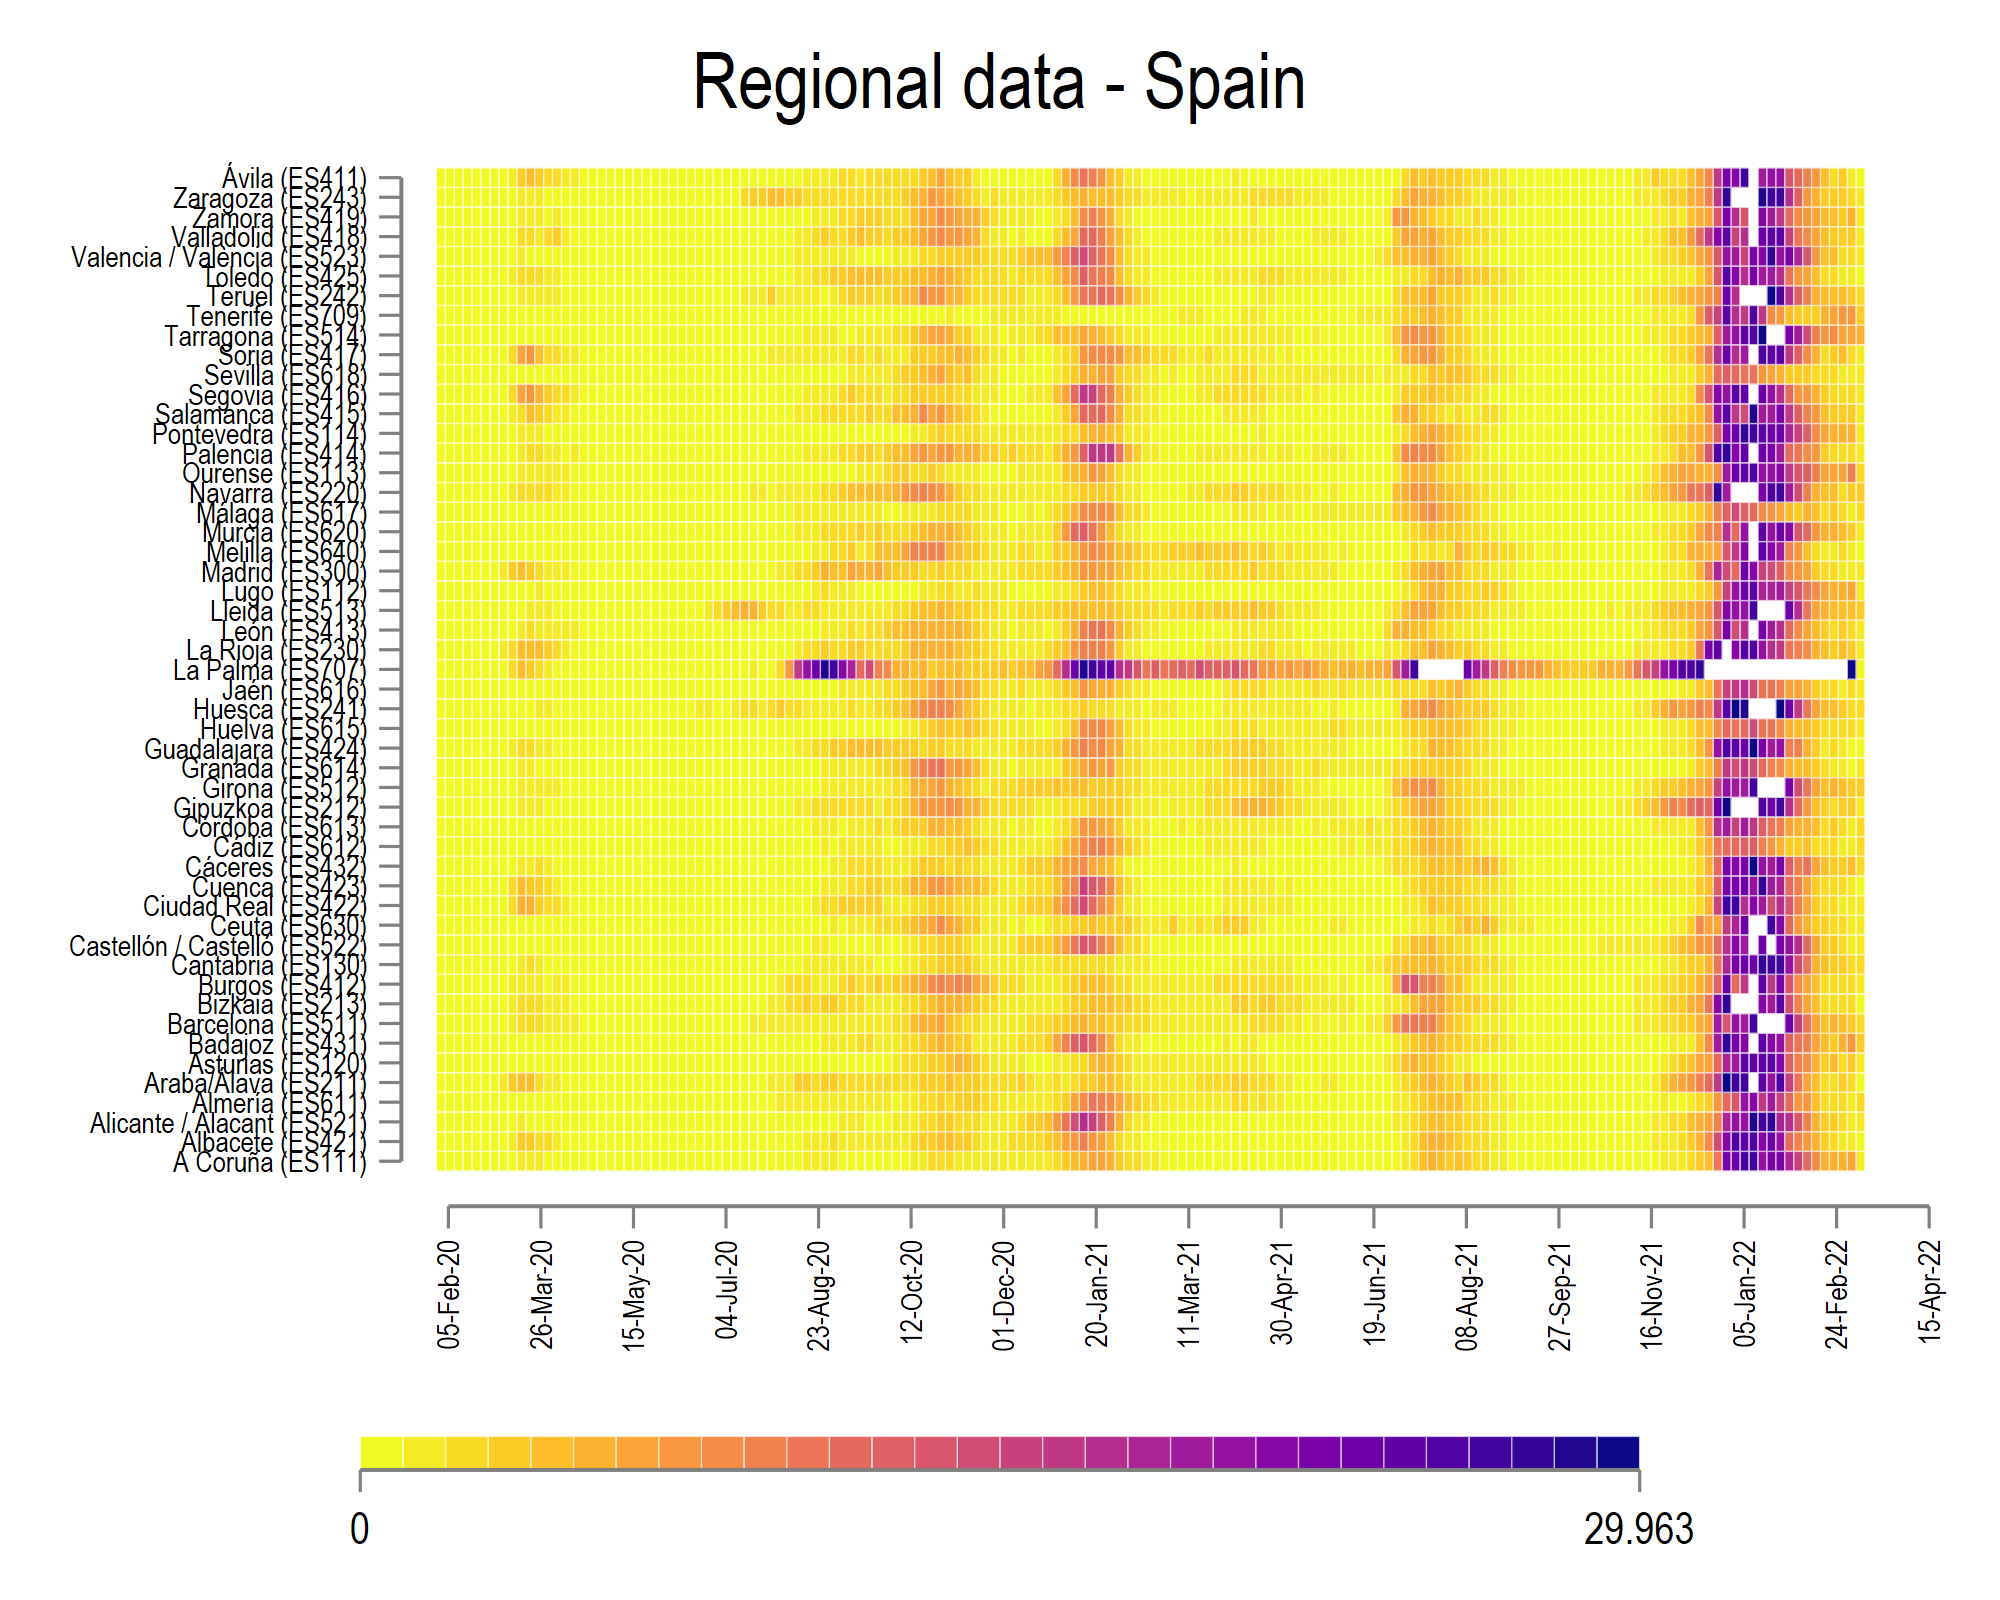 Regional data - Spain
Ávila (ES411)
Zaragoza (ES243)
Zamora (ES419)
Valladolid (ES418)
Valencia / València (ES523)
Toledo (ES425)
Teruel (ES242)
Tenerife (ES709)
Tarragona (ES514)
Soria (ES417)
Sevilla (ES618)
Segovia (ES416)
Salamanca (ES415)
Pontevedra (ES114)
Palencia (ES414)
Ourense (ES113)
Navarra (ES220)
Málaga (ES617)
Murcia (ES620)
Melilla (ES640)
Madrid (ES300)
Lugo (ES112)
Lleida (ES513)
León (ES413)
La Rioja (ES230)
La Palma (ES707)
Jaén (ES616)
Huesca (ES241)
Huelva (ES615)
Guadalajara (ES424)
Granada (ES614)
Girona (ES512)
Gipuzkoa (ES212)
Córdoba (ES613)
Cádiz (ES612)
Cáceres (ES432)
Cuenca (ES423)
Ciudad Real (ES422)
Ceuta (ES630)
Castellón / Castelló (ES522)
Cantabria (ES130)
Burgos (ES412)
Bizkaia (ES213)
Barcelona (ES511)
Badajoz (ES431)
Asturias (ES120)
Araba/Álava (ES211)
Almería (ES611)
Alicante / Alacant (ES521)
Albacete (ES421)
A Coruña (ES111)
05-Feb-20
26-Mar-20
15-May-20
04-Jul-20
23-Aug-20
12-Oct-20
01-Dec-20
20-Jan-21
11-Mar-21
30-Apr-21
19-Jun-21
08-Aug-21
27-Sep-21
16-Nov-21
05-Jan-22
24-Feb-22
15-Apr-22
0
29.963